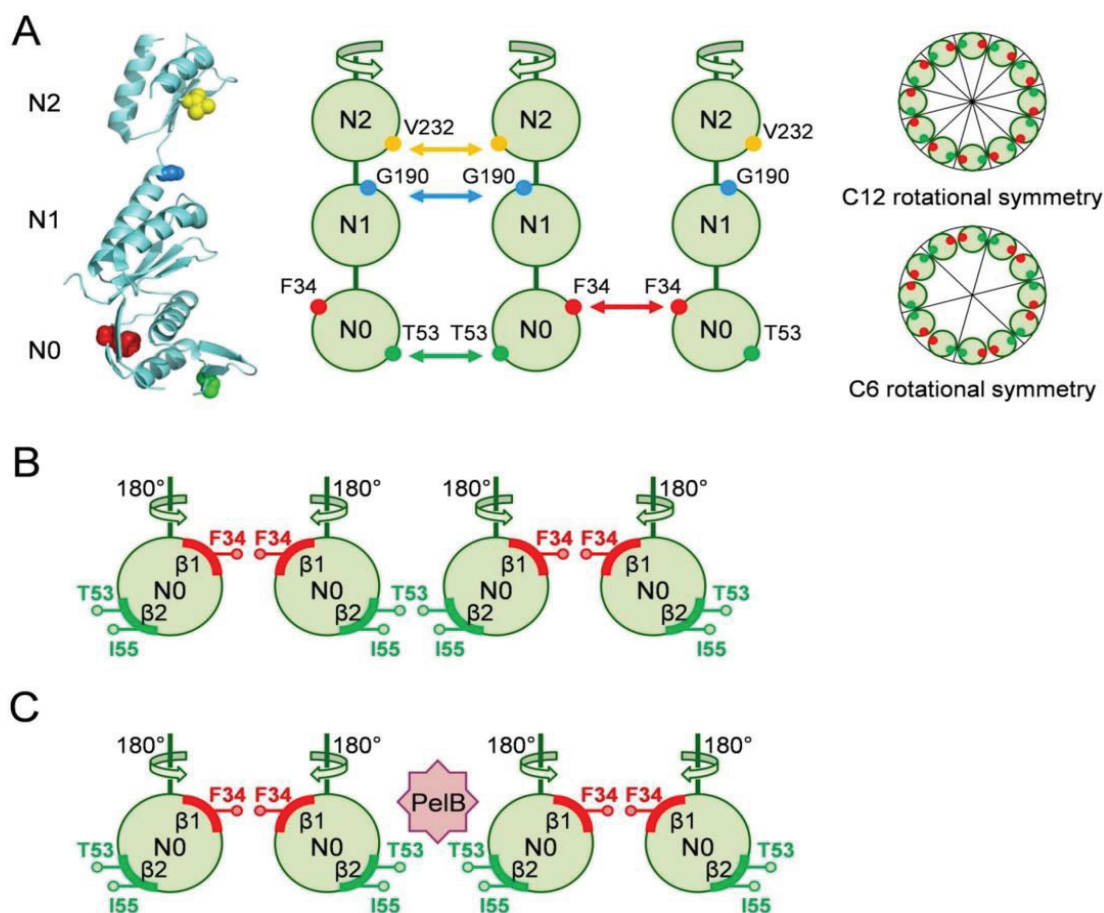 A
N2
N1
N0
N2 N2 N2
V232 V232
G190 G190 G190
N1 N1 N1
F34 F34 F34 F34
T53 T53 T53
N0 N0 N0
C12 rotational symmetry
C6 rotational symmetry
B
180° 180° 180° 180°
F34 F34 F34 F34
β1 β1 β1 β1
N0 N0 N0 N0
T53 T53 T53 T53
β2 β2 β2 β2
I55 I55 I55 I55
C
180° 180° 180° 180°
PelB
F34 F34 F34 F34
β1 β1 β1 β1
N0 N0 N0 N0
T53 T53 T53 T53
β2 β2 β2 β2
I55 I55 I55 I55